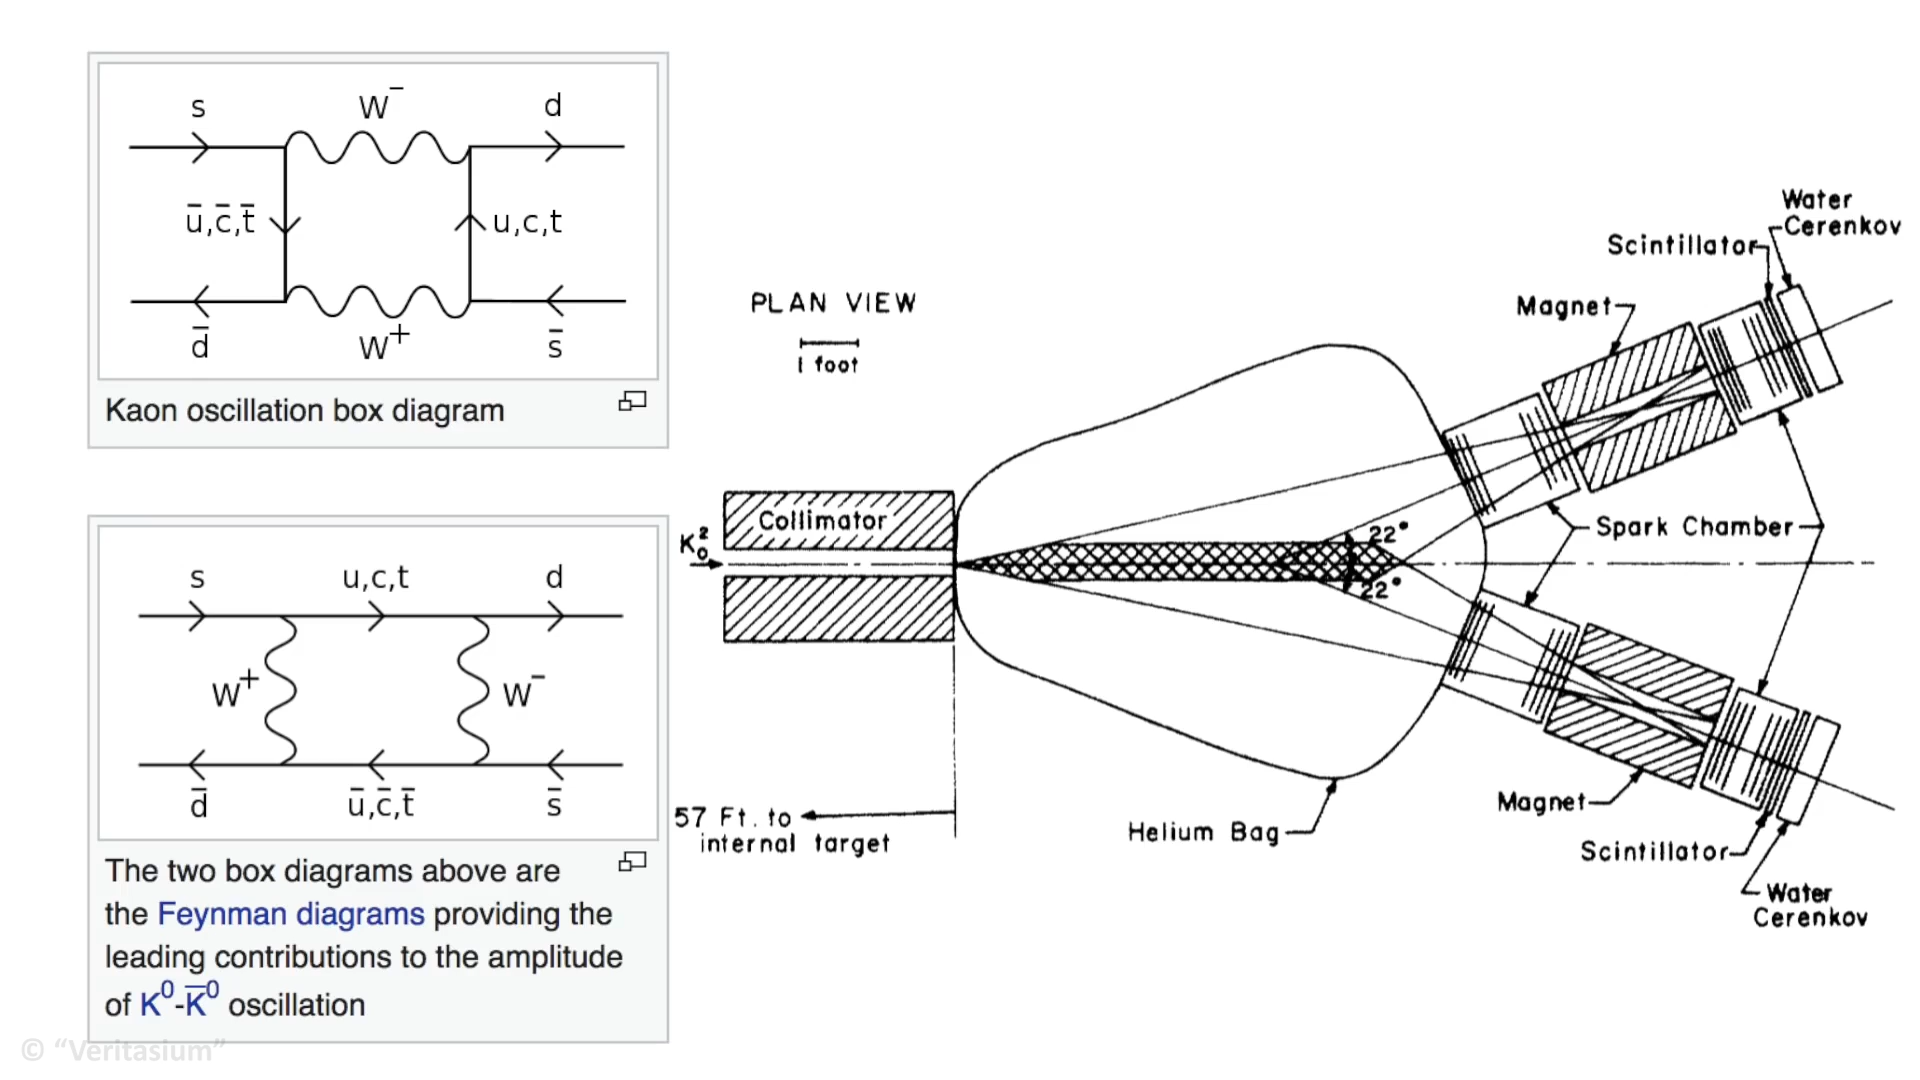 s
W⁻
d
ū,c̄,t̄
u,c,t
d̄
W⁺
s̄
Kaon oscillation box diagram
s
u,c,t
d
W⁺
W⁻
d̄
ū,c̄,t̄
s̄
The two box diagrams above are
the Feynman diagrams providing the
leading contributions to the amplitude
of K⁰-K̄⁰ oscillation
PLAN VIEW
1 foot
Collimator
K₀²
22°
22°
57 Ft. to
internal target
Helium Bag
Water
Cerenkov
Scintillator
Magnet
Spark Chamber
Magnet
Scintillator
Water
Cerenkov
© “Veritasium”